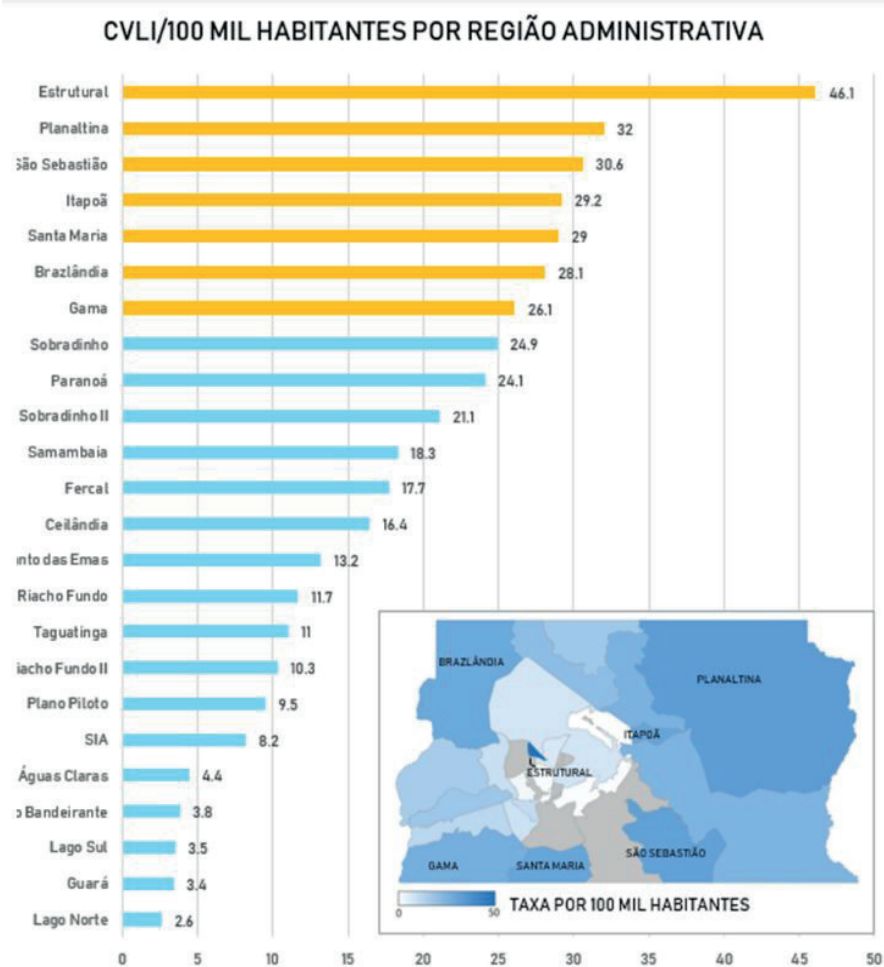 CVLI/100 MIL HABITANTES POR REGIÃO ADMINISTRATIVA
Estrutural 46.1
Planaltina 32
São Sebastião 30.6
Itapoã 29.2
Santa Maria 29
Brazlândia 28.1
Gama 26.1
Sobradinho 24.9
Paranoá 24.1
Sobradinho II 21.1
Samambaia 18.3
Fercal 17.7
Ceilândia 16.4
nto das Emas 13.2
Riacho Fundo 11.7
Taguatinga 11
iacho Fundo II 10.3
Plano Piloto 9.5
SIA 8.2
Águas Claras 4.4
o Bandeirante 3.8
Lago Sul 3.5
Guará 3.4
Lago Norte 2.6
0 5 10 15 20 25 30 35 40 45 50
BRAZLÂNDIA
PLANALTINA
ITAPOÃ
ESTRUTURAL
SÃO SEBASTIÃO
GAMA
SANTA MARIA
0 50
TAXA POR 100 MIL HABITANTES